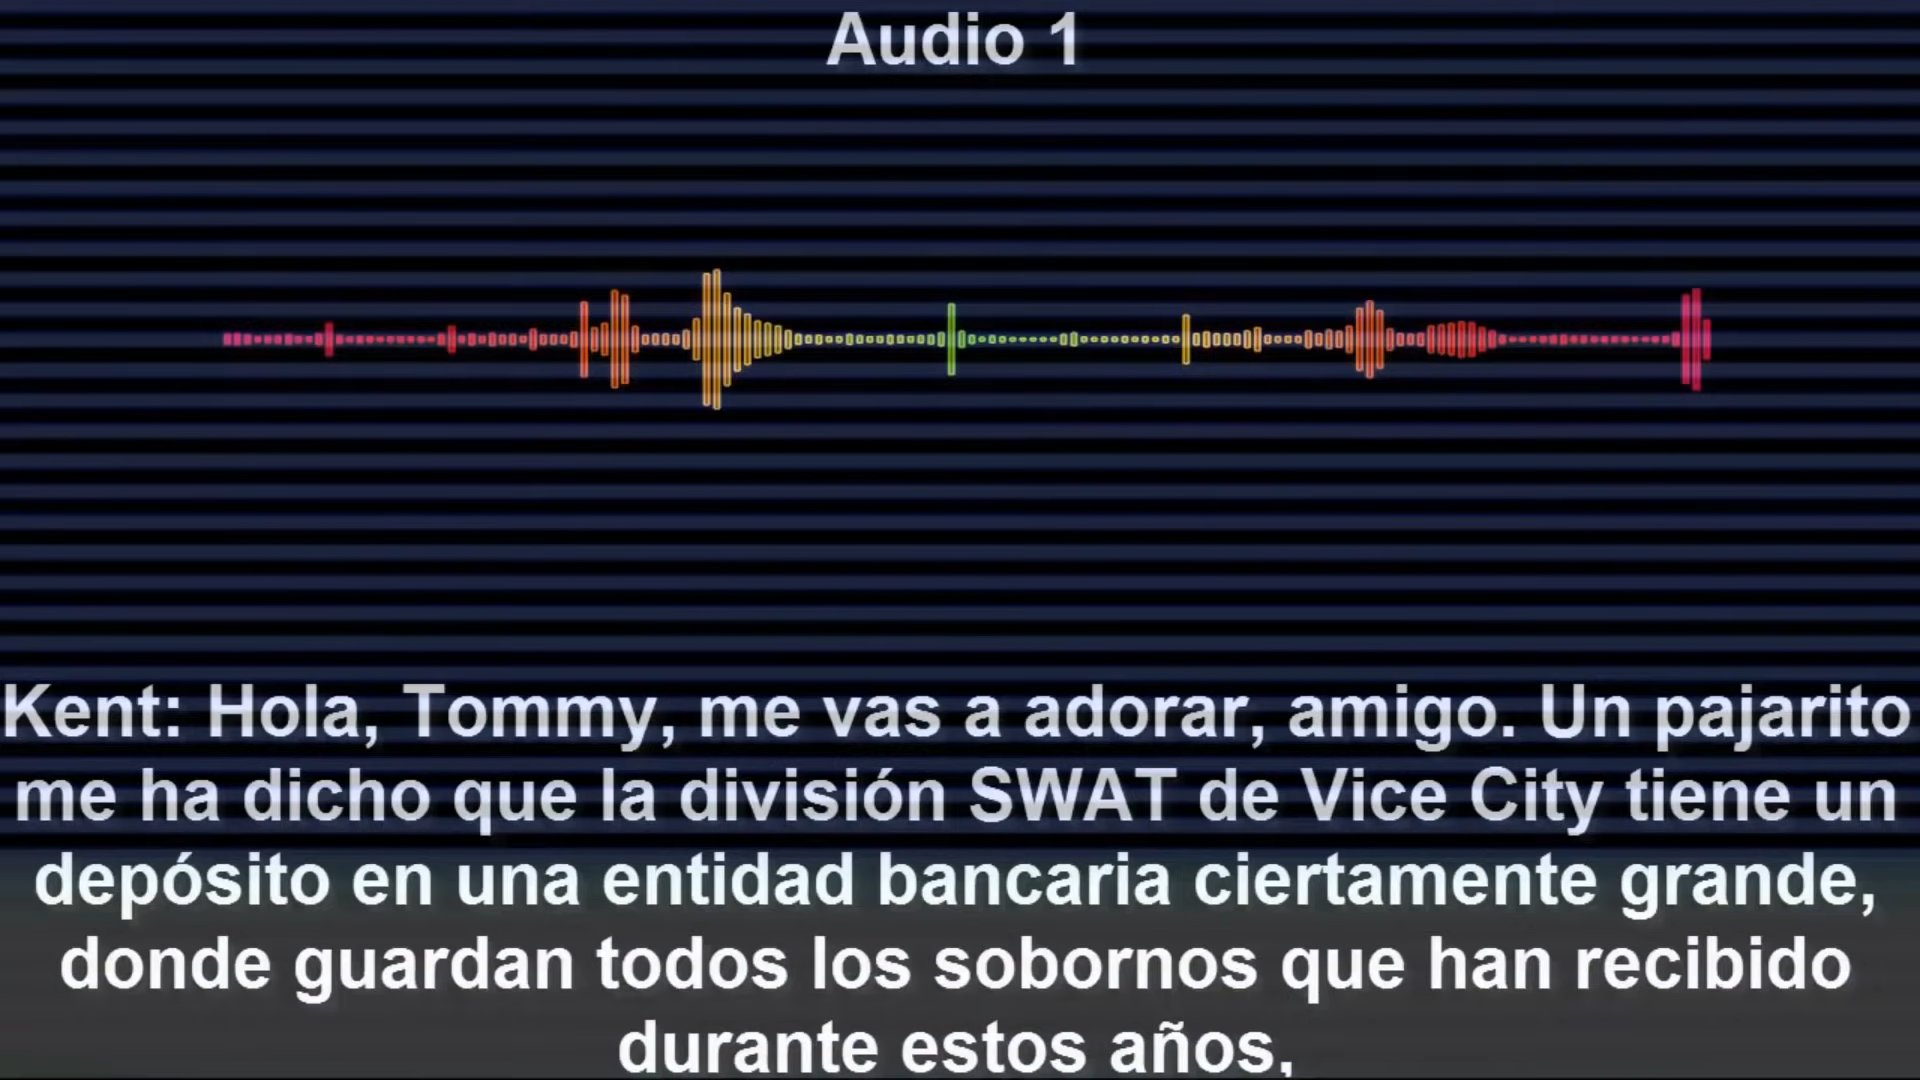 Audio 1
Kent: Hola, Tommy, me vas a adorar, amigo. Un pajarito
me ha dicho que la división SWAT de Vice City tiene un
depósito en una entidad bancaria ciertamente grande,
donde guardan todos los sobornos que han recibido
durante estos años,